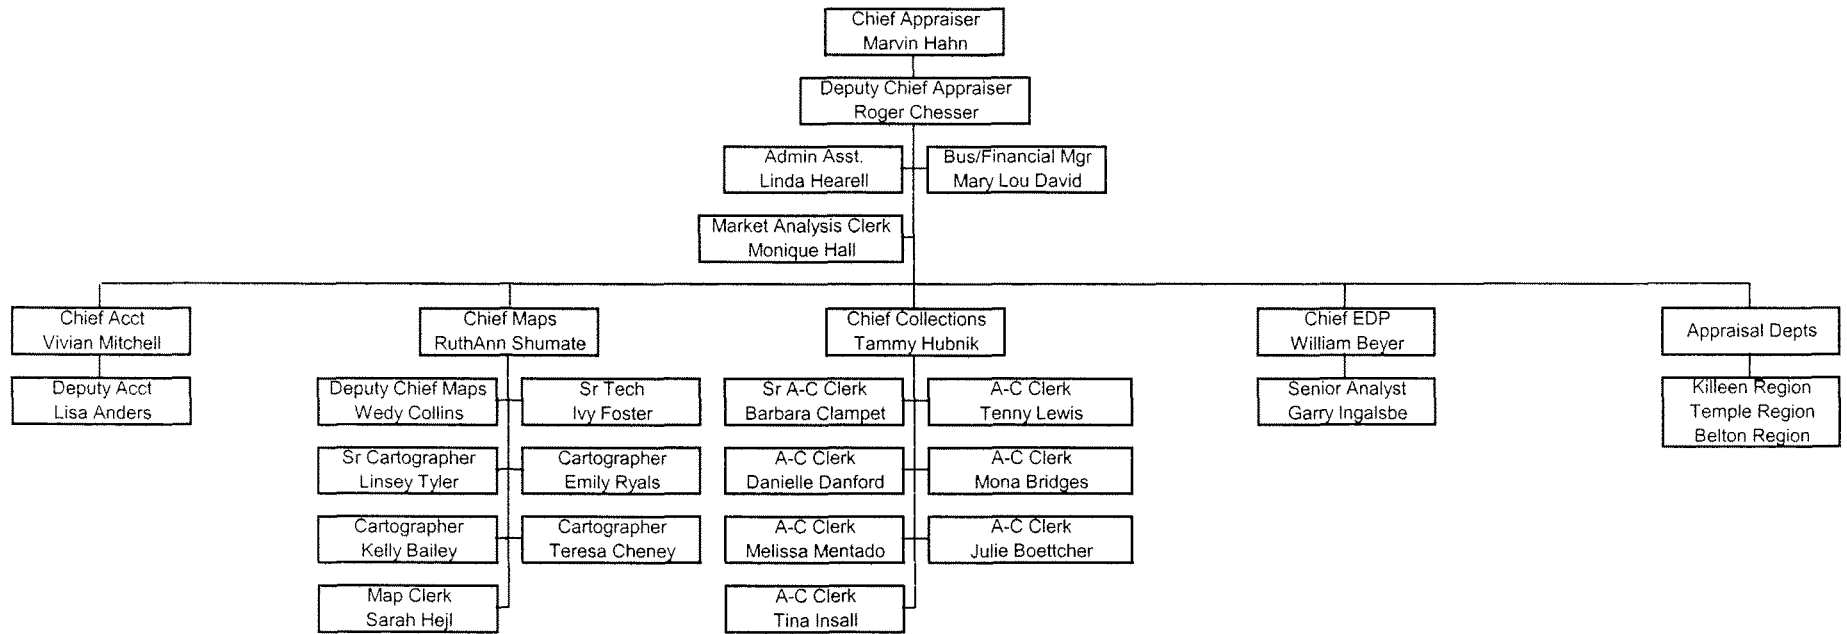 Chief Appraiser
Marvin Hahn
Deputy Chief Appraiser
Roger Chesser
Admin Asst.
Linda Hearell
Bus/Financial Mgr
Mary Lou David
Market Analysis Clerk
Monique Hall
Chief Acct
Vivian Mitchell
Chief Maps
RuthAnn Shumate
Chief Collections
Tammy Hubnik
Chief EDP
William Beyer
Appraisal Depts
Deputy Acct
Lisa Anders
Deputy Chief Maps
Wedy Collins
Sr Tech
Ivy Foster
Sr A-C Clerk
Barbara Clampet
A-C Clerk
Tenny Lewis
Senior Analyst
Garry Ingalsbe
Killeen Region
Temple Region
Belton Region
Sr Cartographer
Linsey Tyler
Cartographer
Emily Ryals
A-C Clerk
Danielle Danford
A-C Clerk
Mona Bridges
Cartographer
Kelly Bailey
Cartographer
Teresa Cheney
A-C Clerk
Melissa Mentado
A-C Clerk
Julie Boettcher
Map Clerk
Sarah Hejl
A-C Clerk
Tina Insall